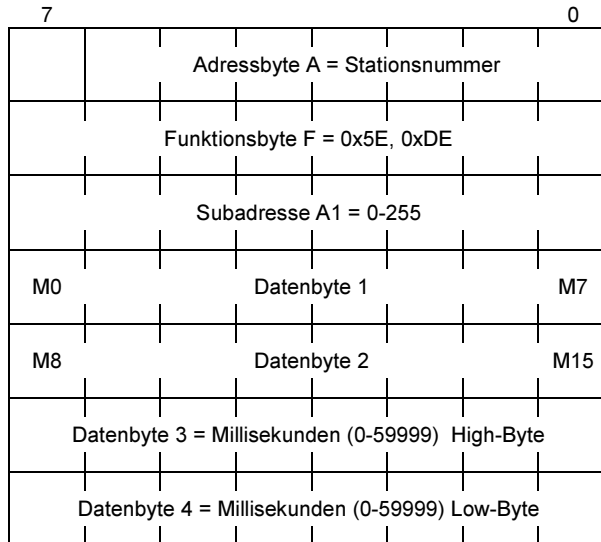 7 0
Adressbyte A = Stationsnummer
Funktionsbyte F = 0x5E, 0xDE
Subadresse A1 = 0-255
M0 Datenbyte 1 M7
M8 Datenbyte 2 M15
Datenbyte 3 = Millisekunden (0-59999) High-Byte
Datenbyte 4 = Millisekunden (0-59999) Low-Byte